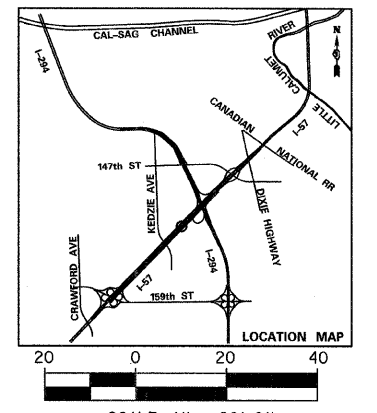 CAL-SAG CHANNEL
RIVER
N
I-294
CALUMET
LITTLE
CANADIAN
I-57
NATIONAL RR
147th ST
KEDZIE AVE
DIXIE HIGHWAY
CRAWFORD AVE
I-294
I-57
159th ST
LOCATION MAP
20 0 20 40